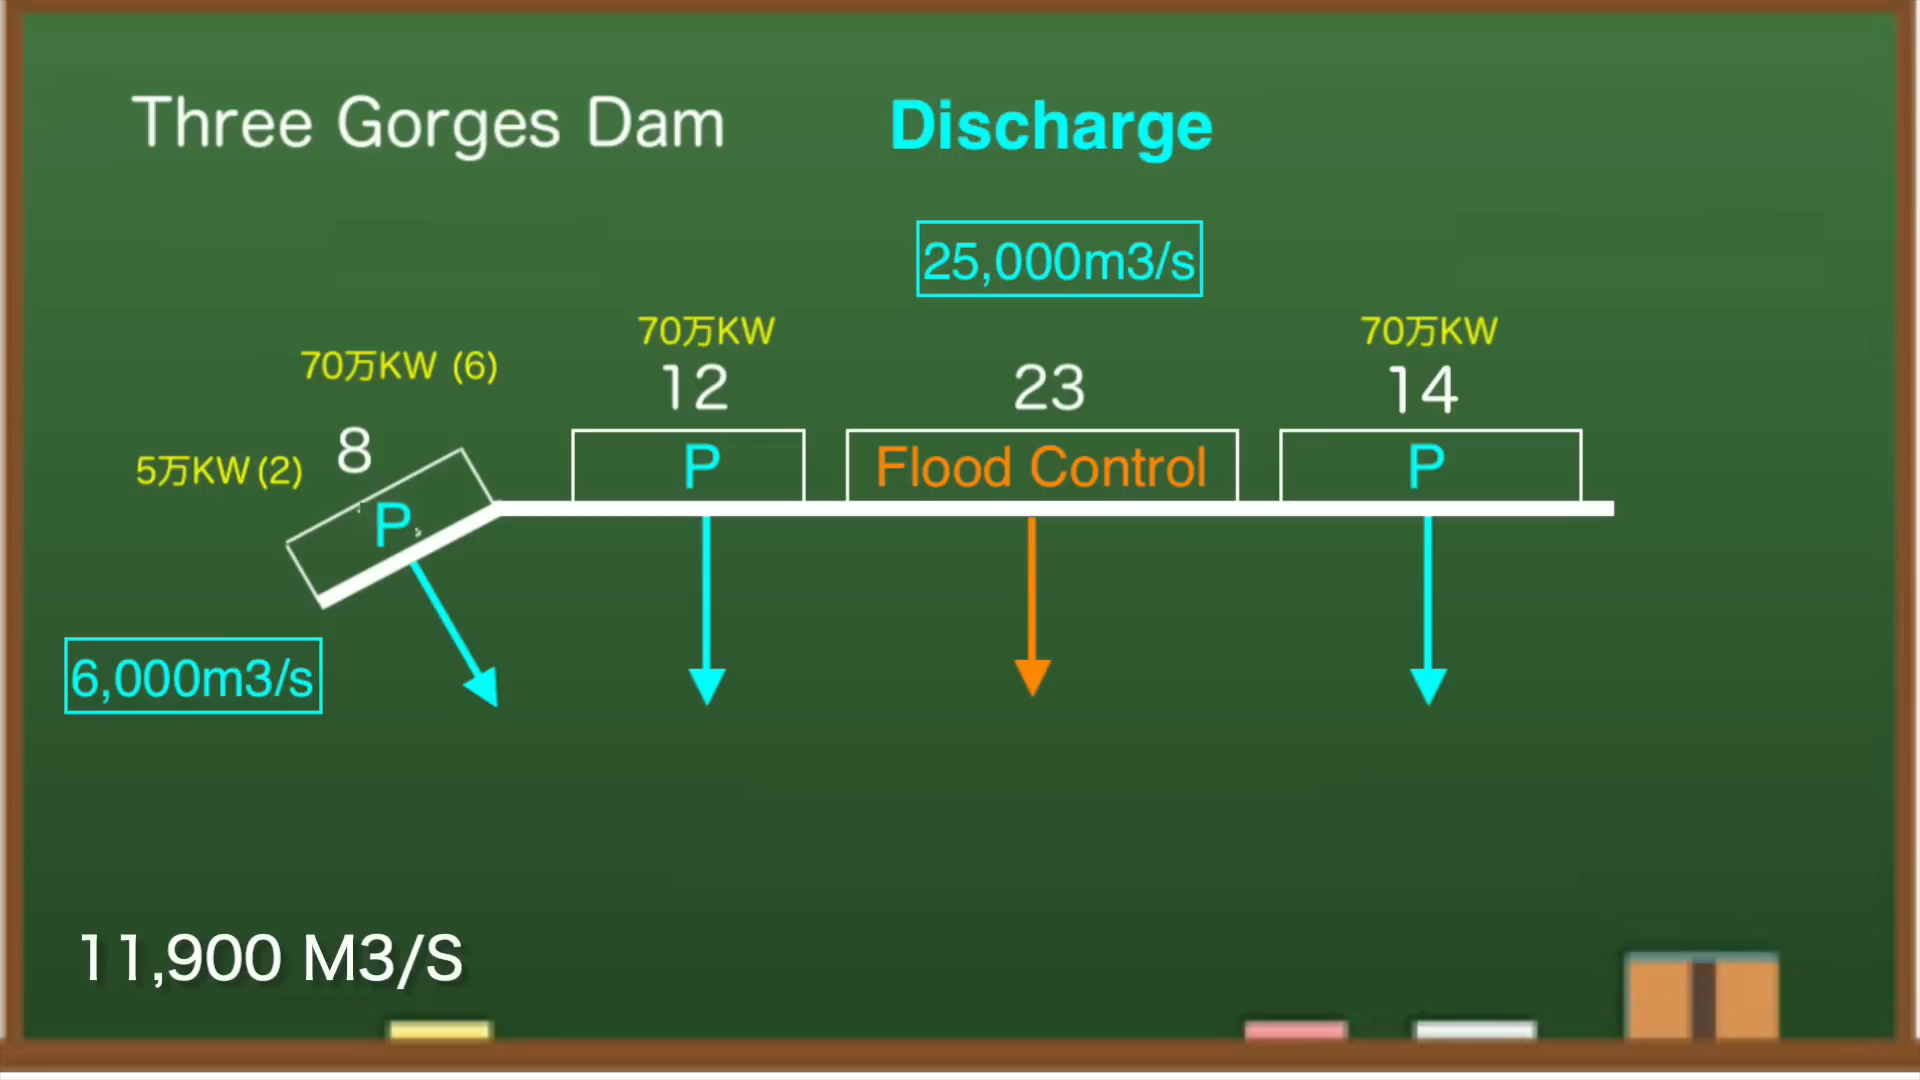 Three Gorges Dam
Discharge
25,000m3/s
70万KW
70万KW
70万KW (6)
12
23
14
8
5万KW (2)
P
Flood Control
P
P
6,000m3/s
11,900 M3/S